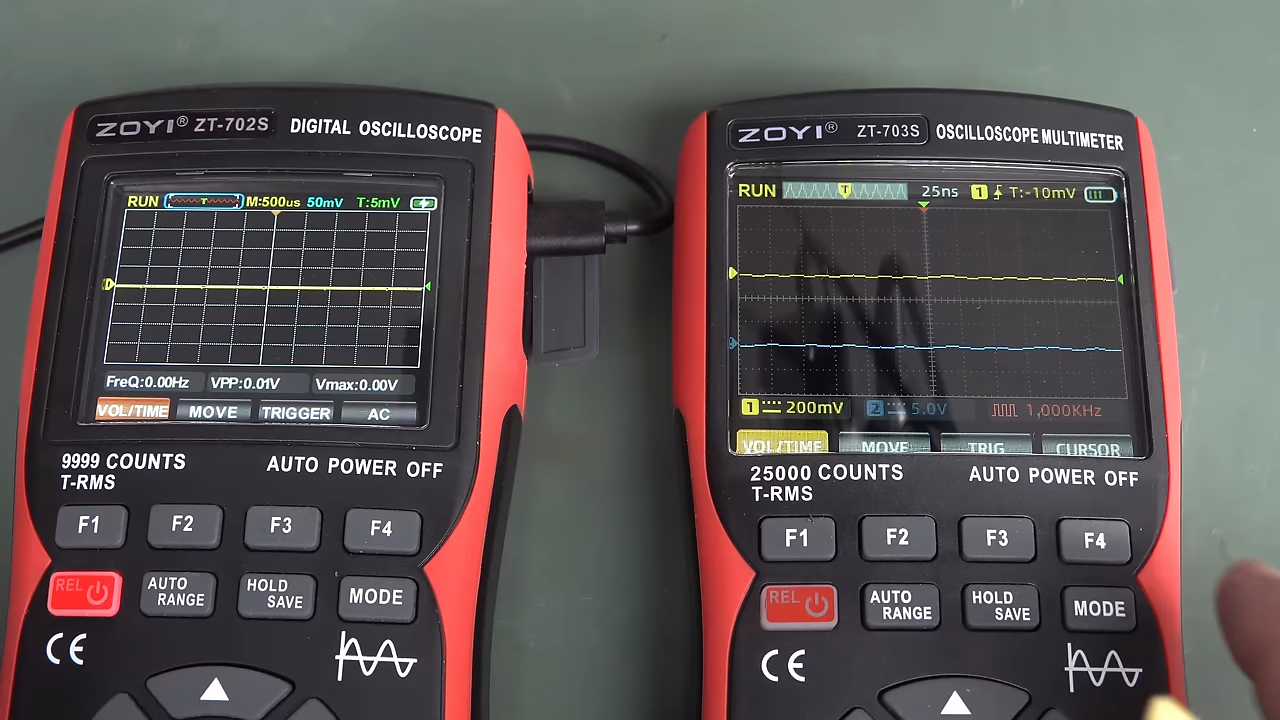 ZOYI® ZT-702S DIGITAL OSCILLOSCOPE
RUN T M:500us 50mV T:5mV
FreQ:0.00Hz VPP:0.01V Vmax:0.00V
VOL/TIME MOVE TRIGGER AC
9999 COUNTS AUTO POWER OFF
T-RMS
F1 F2 F3 F4
REL AUTO RANGE HOLD SAVE MODE
CE
ZOYI® ZT-703S OSCILLOSCOPE MULTIMETER
RUN T 25ns 1 T:-10mV
1 200mV 2 5.0V 1,000KHz
VOL/TIME MOVE TRIG CURSOR
25000 COUNTS AUTO POWER OFF
T-RMS
F1 F2 F3 F4
REL AUTO RANGE HOLD SAVE MODE
CE